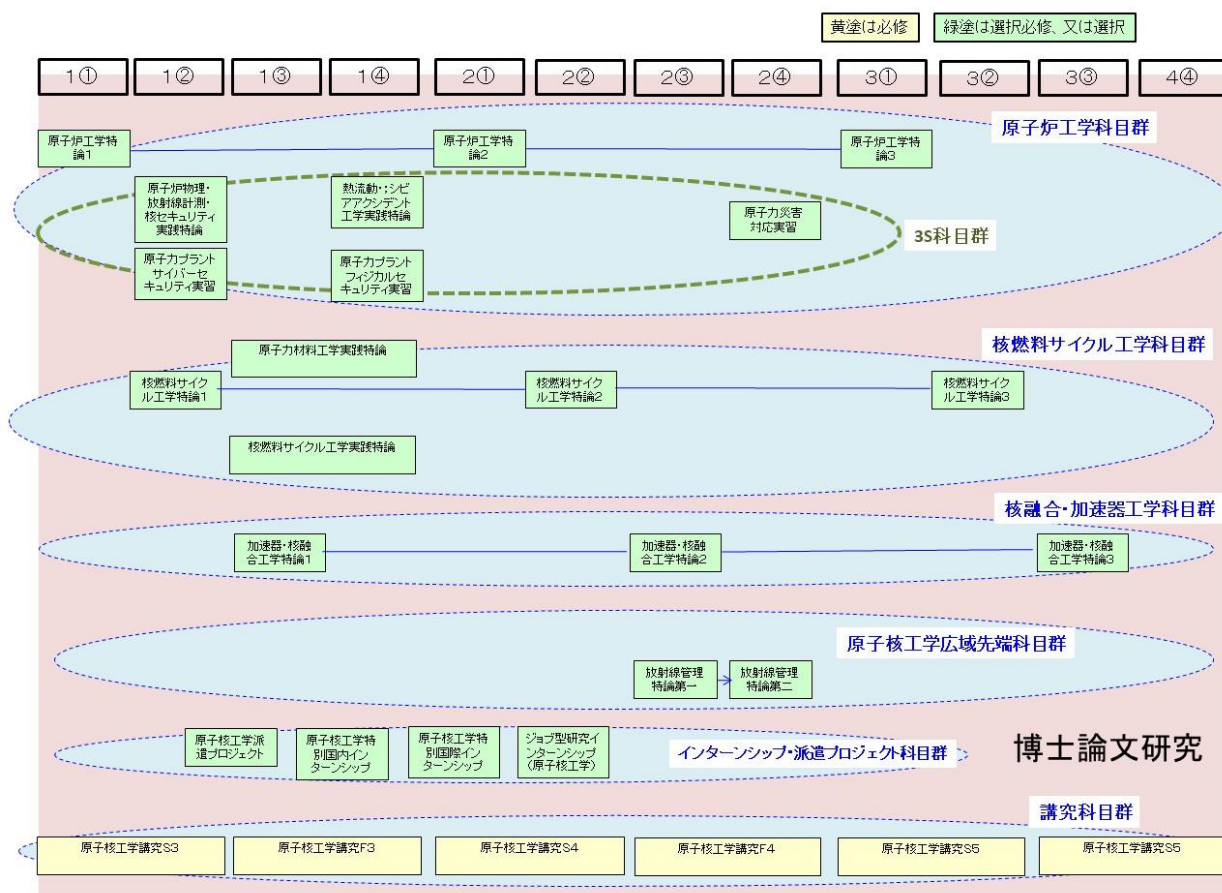 黄塗は必修
緑塗は選択必修、又は選択
1①
1②
1③
1④
2①
2②
2③
2④
3①
3②
3③
4④
原子炉工学科目群
原子炉工学特
論1
原子炉工学特
論2
原子炉工学特
論3
原子炉物理・
放射線計測・
核セキュリティ
実践特論
熱流動・；シビ
アアクシデント
工学実践特論
原子力災害
対応実習
3S科目群
原子力プラント
サイバーセ
キュリティ実習
原子力プラント
フィジカルセ
キュリティ実習
核燃料サイクル工学科目群
原子力材料工学実践特論
核燃料サイク
ル工学特論1
核燃料サイク
ル工学特論2
核燃料サイク
ル工学特論3
核燃料サイクル工学実践特論
核融合・加速器工学科目群
加速器・核融
合工学特論1
加速器・核融
合工学特論2
加速器・核融
合工学特論3
原子核工学広域先端科目群
放射線管理
特論第一
放射線管理
特論第二
原子核工学派
遣プロジェクト
原子核工学特
別国内イン
ターンシップ
原子核工学特
別国際イン
ターンシップ
ジョブ型研究イ
ンターンシップ
（原子核工学）
インターンシップ・派遣プロジェクト科目群
博士論文研究
講究科目群
原子核工学講究S3
原子核工学講究F3
原子核工学講究S4
原子核工学講究F4
原子核工学講究S5
原子核工学講究S5